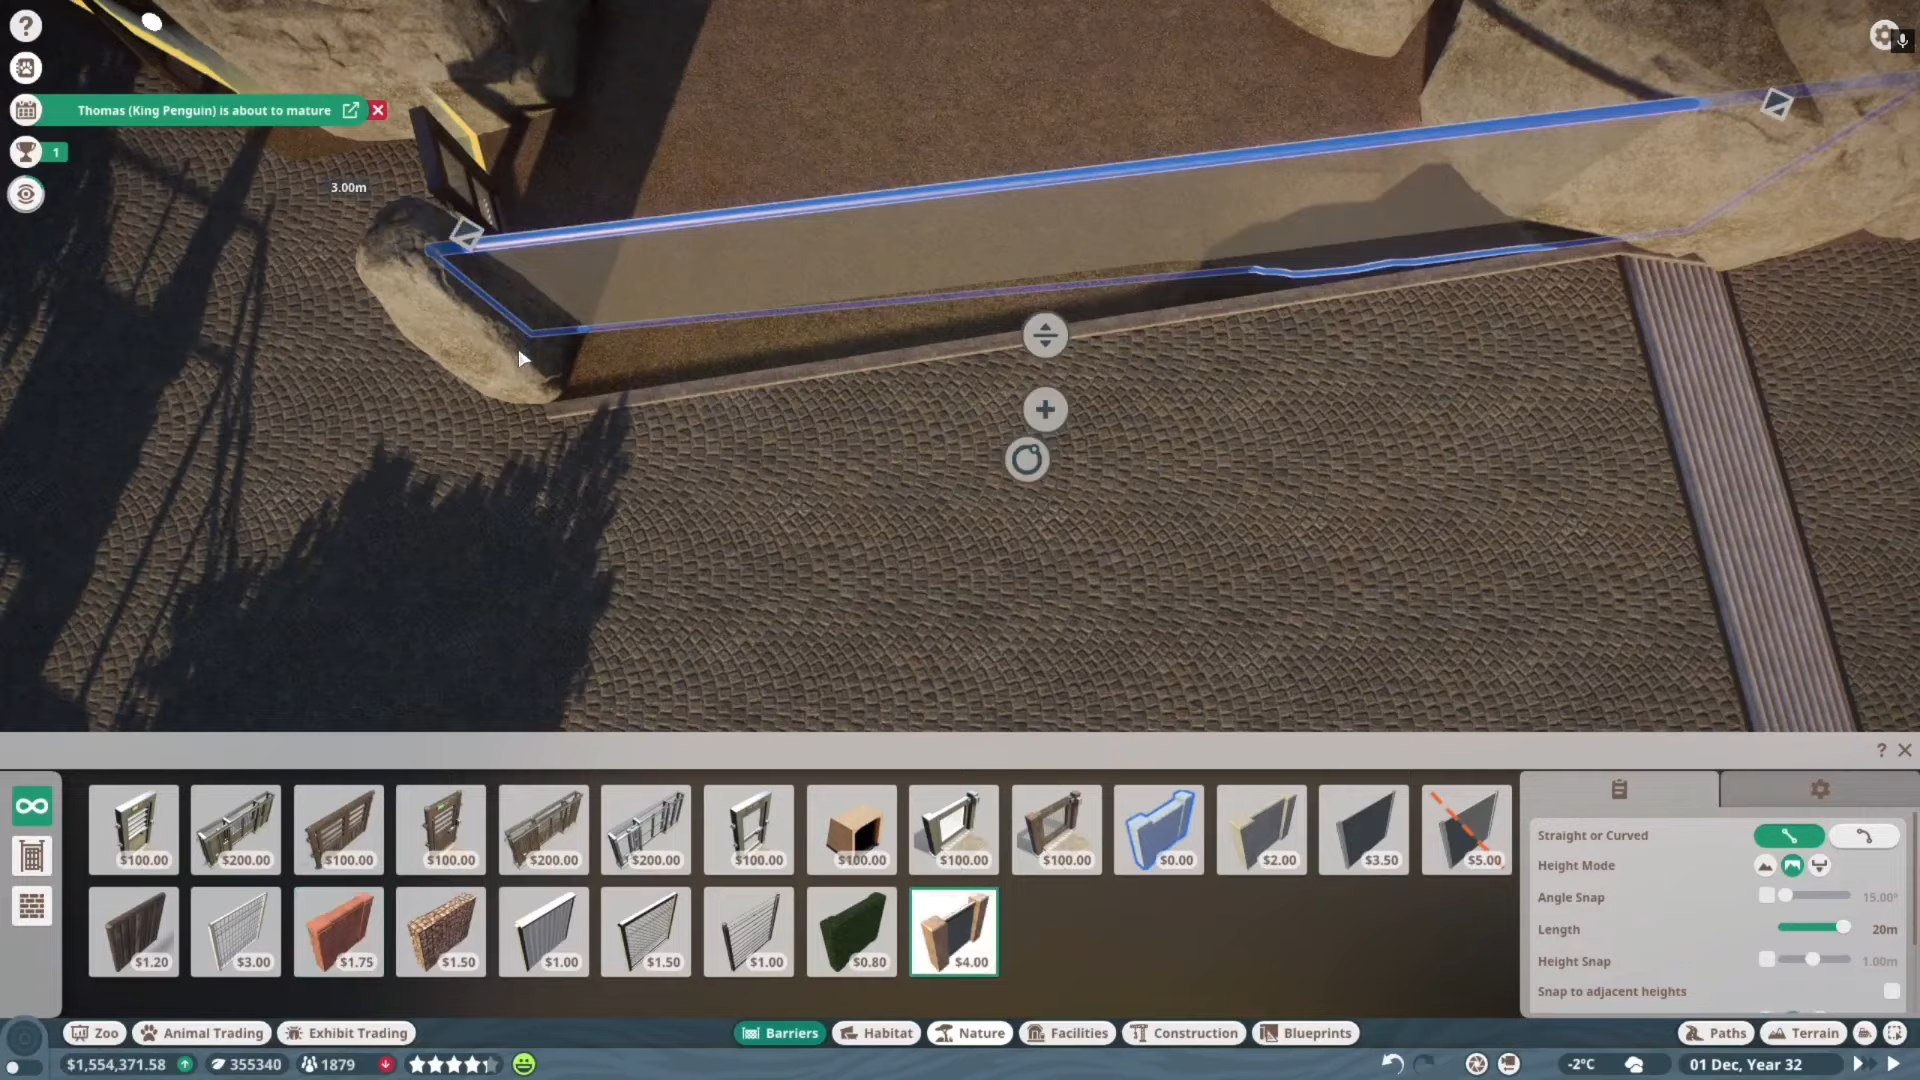 ?
Thomas (King Penguin) is about to mature
1
3.00m
?
$100.00 $200.00 $100.00 $100.00 $200.00 $200.00 $100.00 $100.00 $100.00 $100.00 $0.00 $2.00 $3.50 $5.00
$1.20 $3.00 $1.75 $1.50 $1.00 $1.50 $1.00 $0.80 $4.00
Straight or Curved
Height Mode
Angle Snap 15.00°
Length 20m
Height Snap 1.00m
Snap to adjacent heights
Zoo Animal Trading Exhibit Trading Barriers Habitat Nature Facilities Construction Blueprints Paths Terrain
$1,554,371.58 355340 1879 -2°C 01 Dec, Year 32